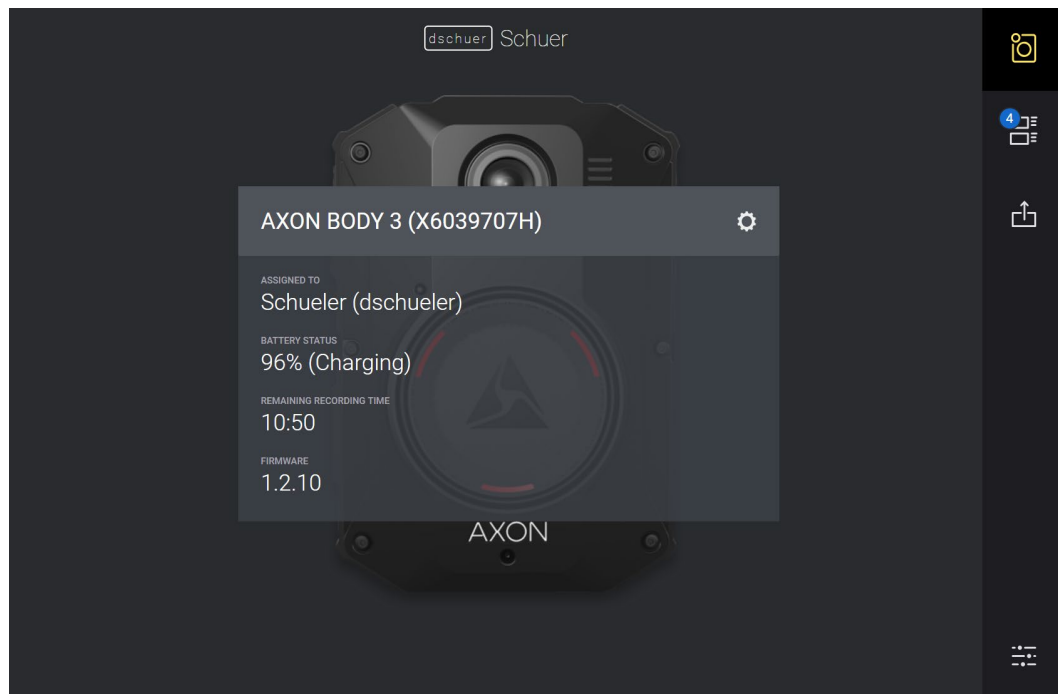 dschuer Schuer
4
AXON BODY 3 (X6039707H)
ASSIGNED TO
Schueler (dschueler)
BATTERY STATUS
96% (Charging)
REMAINING RECORDING TIME
10:50
FIRMWARE
1.2.10
AXON